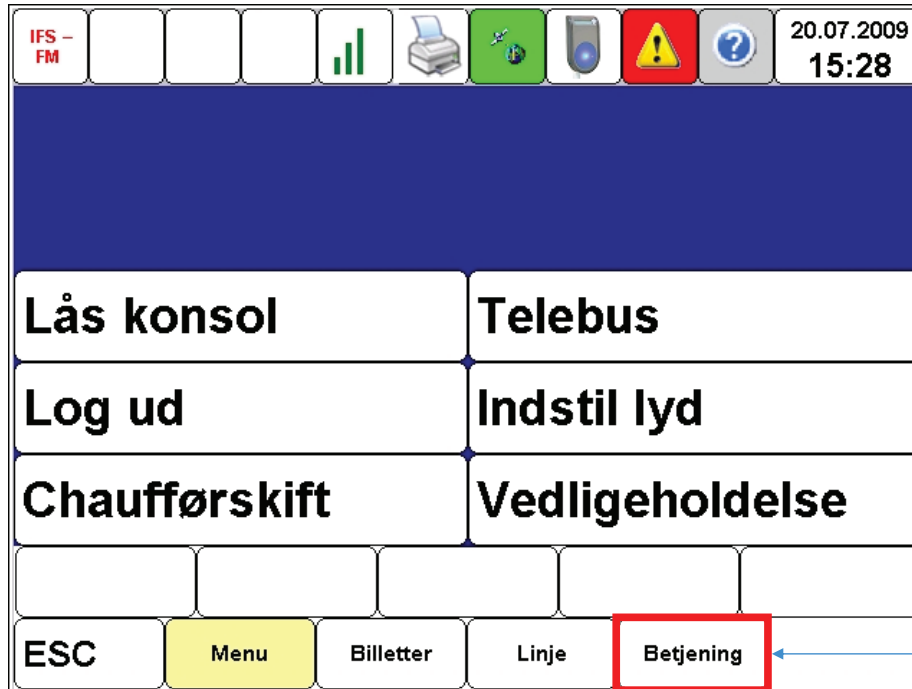 IFS –
FM
20.07.2009
15:28
Lås konsol
Telebus
Log ud
Indstil lyd
Chaufførskift
Vedligeholdelse
ESC
Menu
Billetter
Linje
Betjening